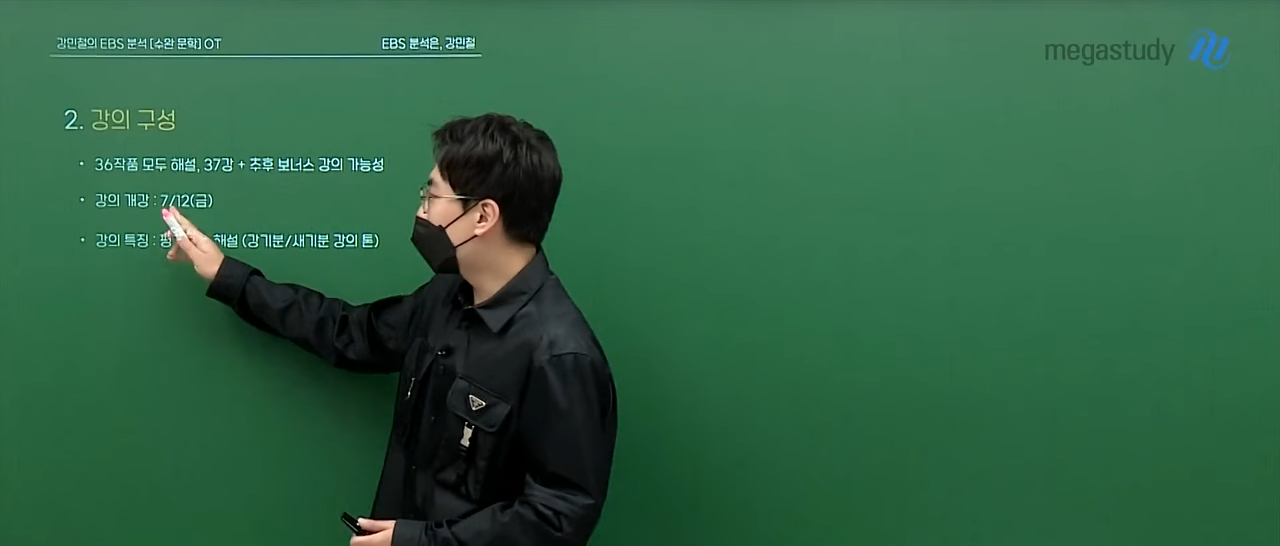 강민철의 EBS 분석 [수완 문학] OT
EBS 분석은, 강민철
megastudy
2. 강의 구성
• 36작품 모두 해설, 37강 + 추후 보너스 강의 가능성
• 강의 개강 : 7/12(금)
• 강의 특징 : 해설 (강기분/새기분 강의 톤)